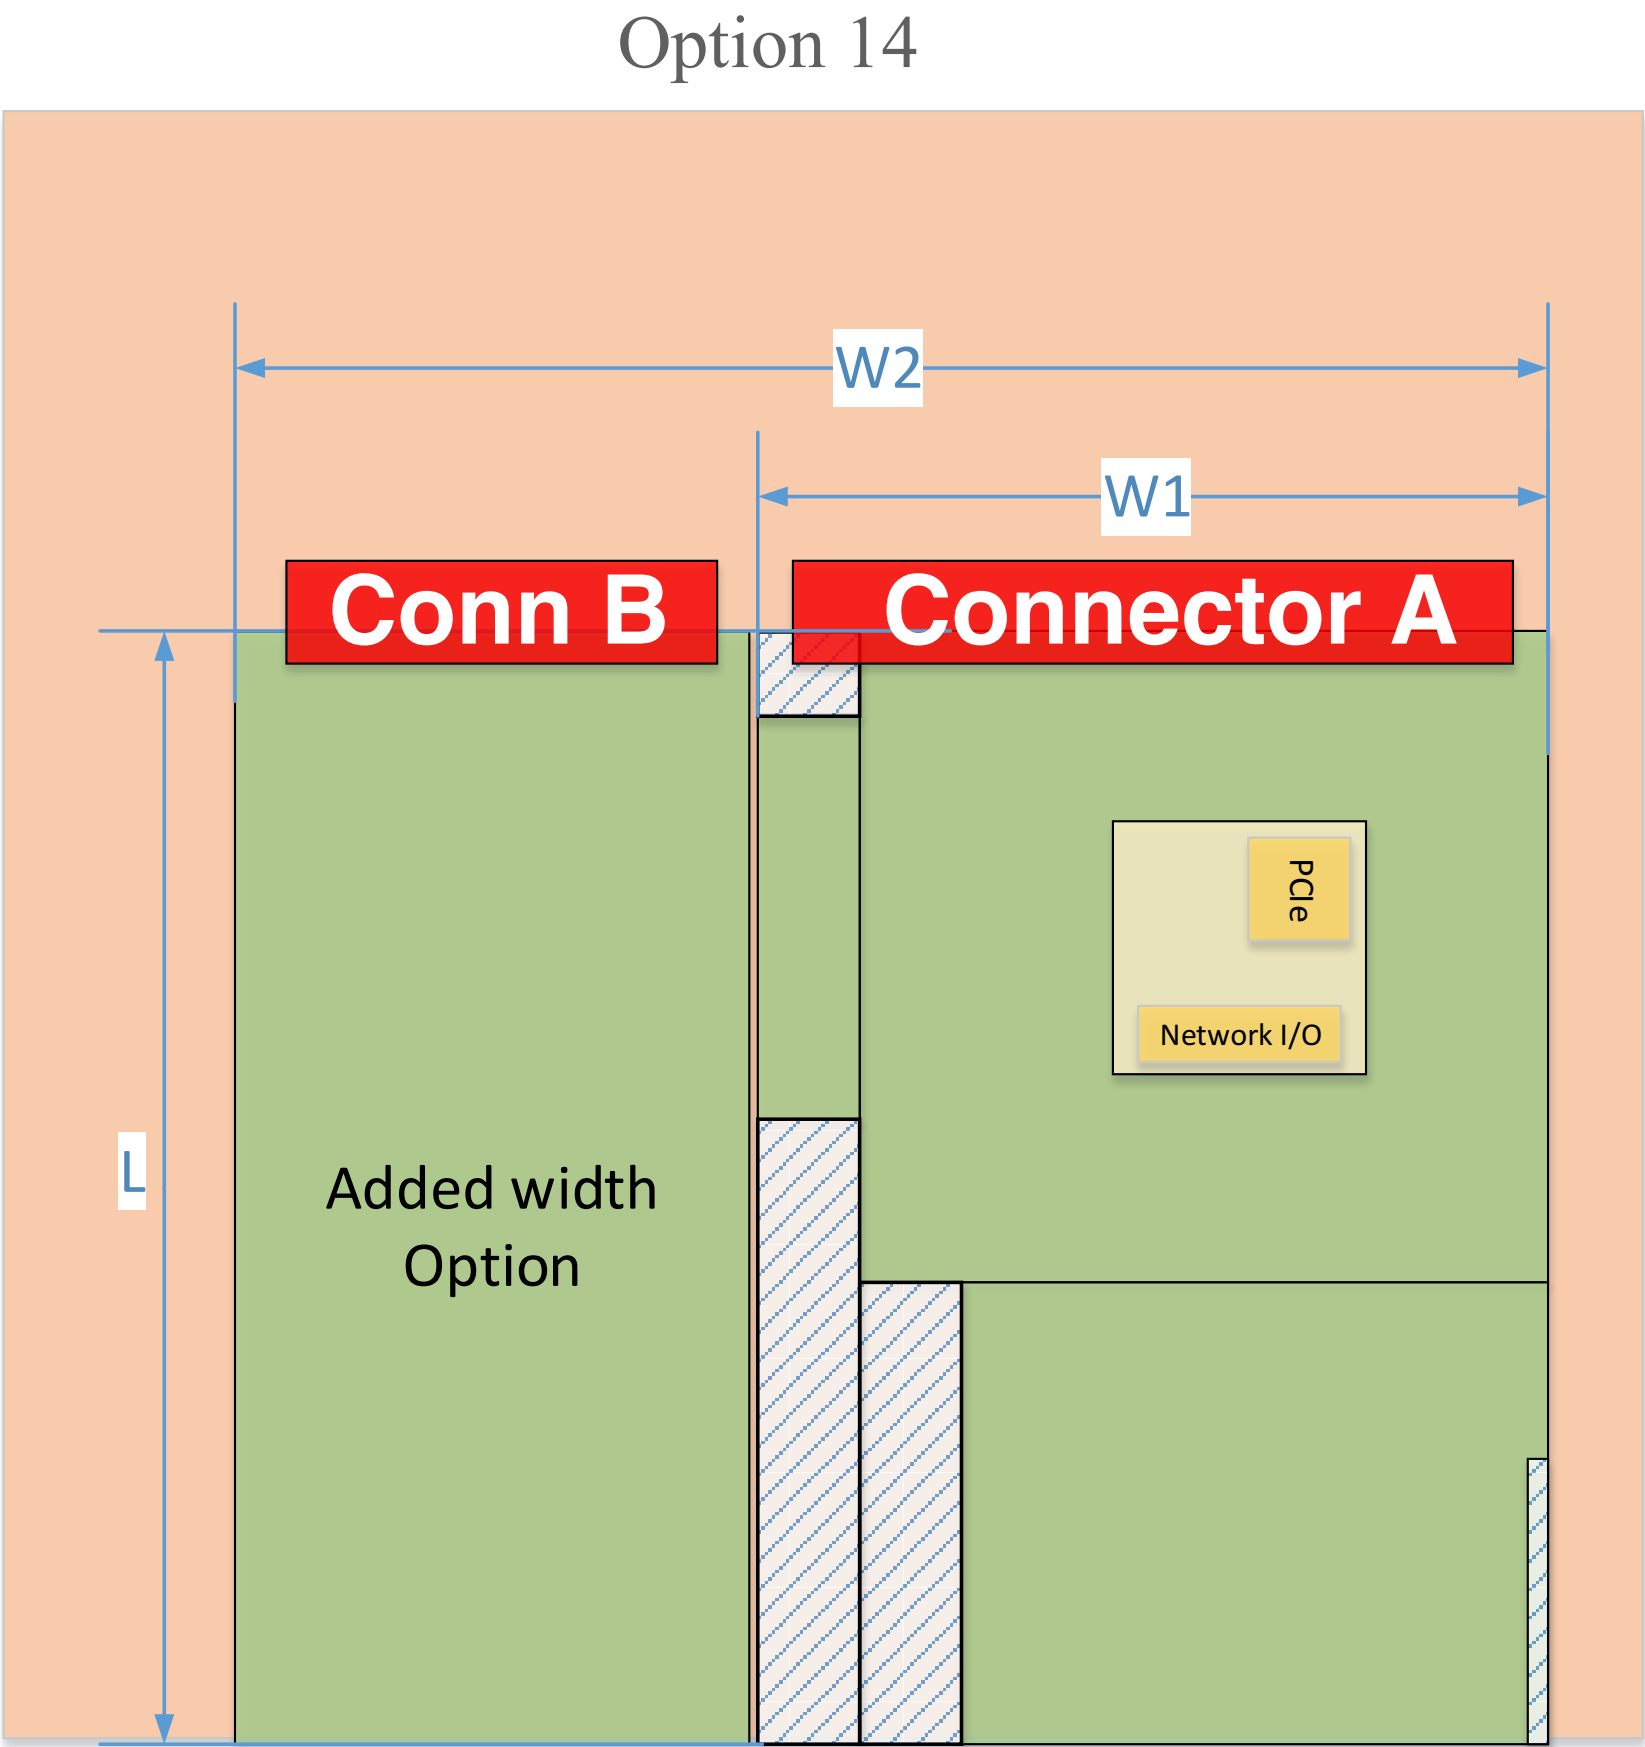 Option 14
W2
W1
Conn B
Connector A
PCIe
Network I/O
L
Added width
Option